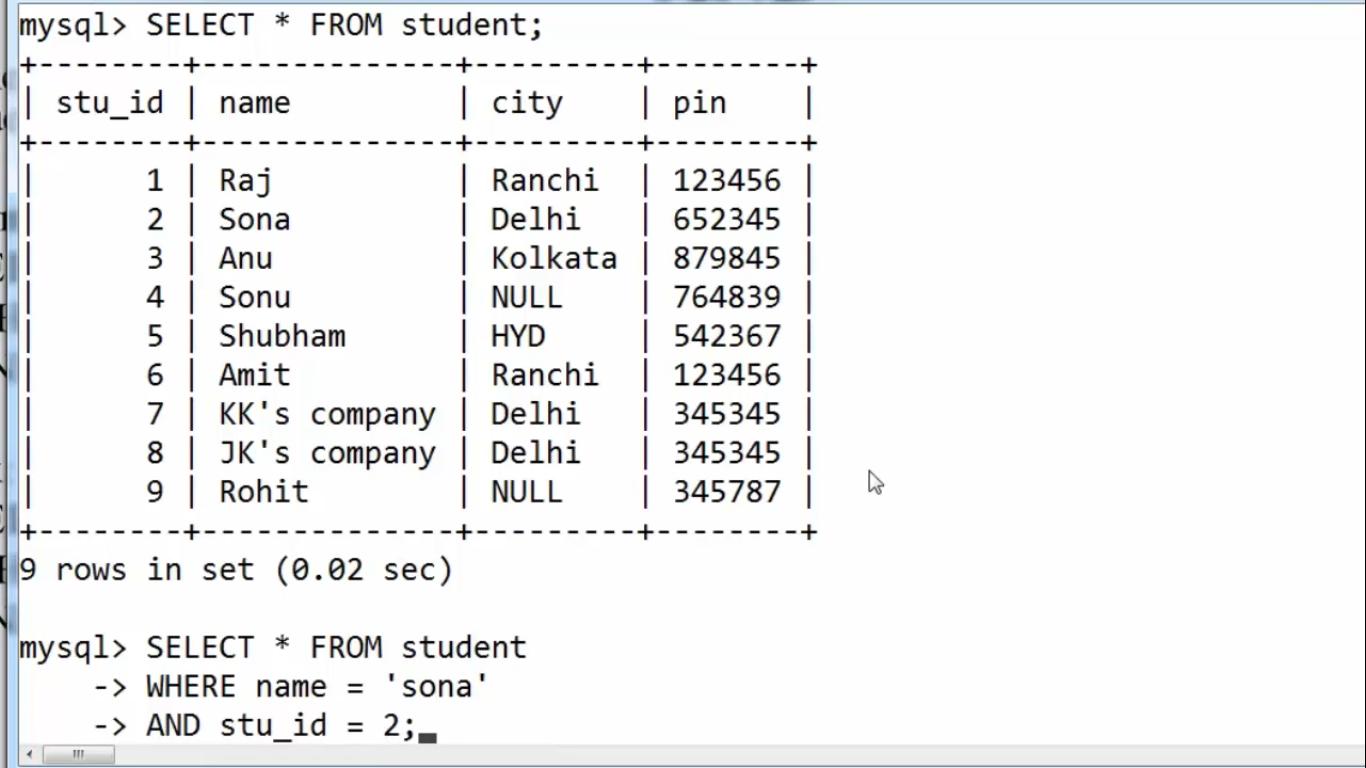 mysql> SELECT * FROM student;
+--------+--------------+---------+--------+
| stu_id | name         | city    | pin    |
+--------+--------------+---------+--------+
|      1 | Raj          | Ranchi  | 123456 |
|      2 | Sona         | Delhi   | 652345 |
|      3 | Anu          | Kolkata | 879845 |
|      4 | Sonu         | NULL    | 764839 |
|      5 | Shubham      | HYD     | 542367 |
|      6 | Amit         | Ranchi  | 123456 |
|      7 | KK's company | Delhi   | 345345 |
|      8 | JK's company | Delhi   | 345345 |
|      9 | Rohit        | NULL    | 345787 |
+--------+--------------+---------+--------+
9 rows in set (0.02 sec)
mysql> SELECT * FROM student
    -> WHERE name = 'sona'
    -> AND stu_id = 2;